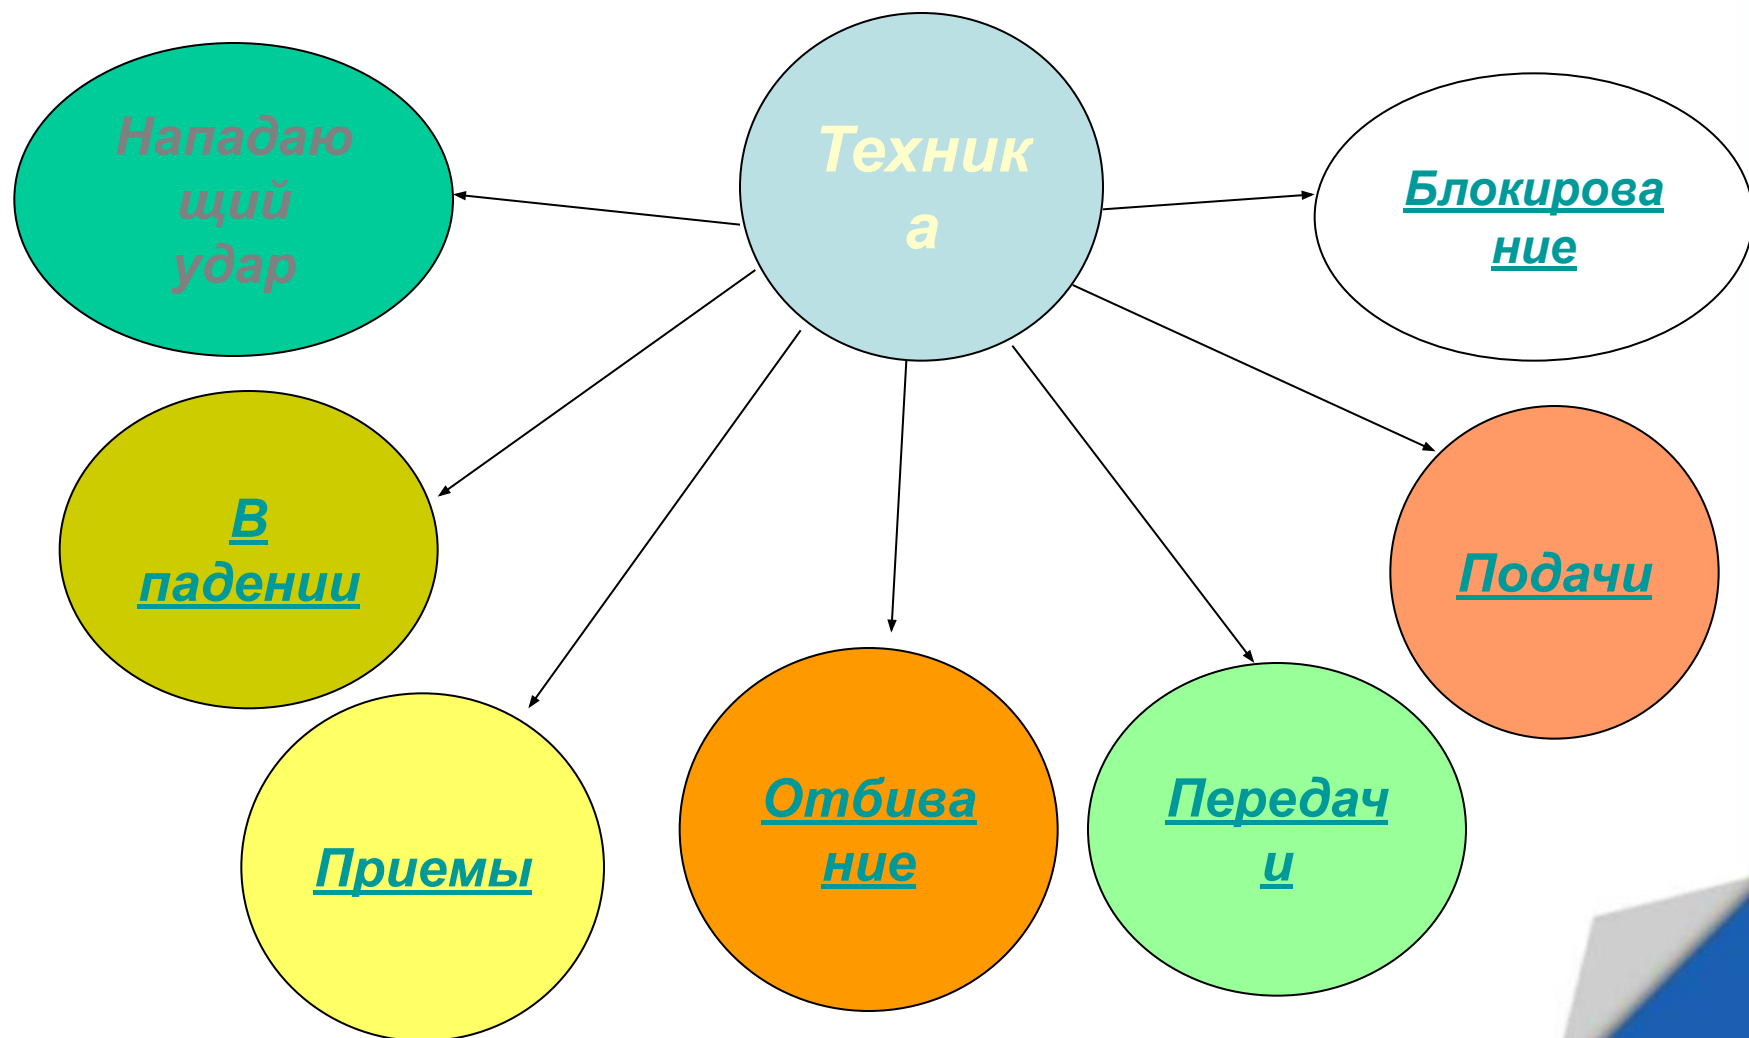 Нападаю
щий
удар
Техник
а
Блокирова
ние
В
падении
Подачи
Приемы
Отбива
ние
Передач
и